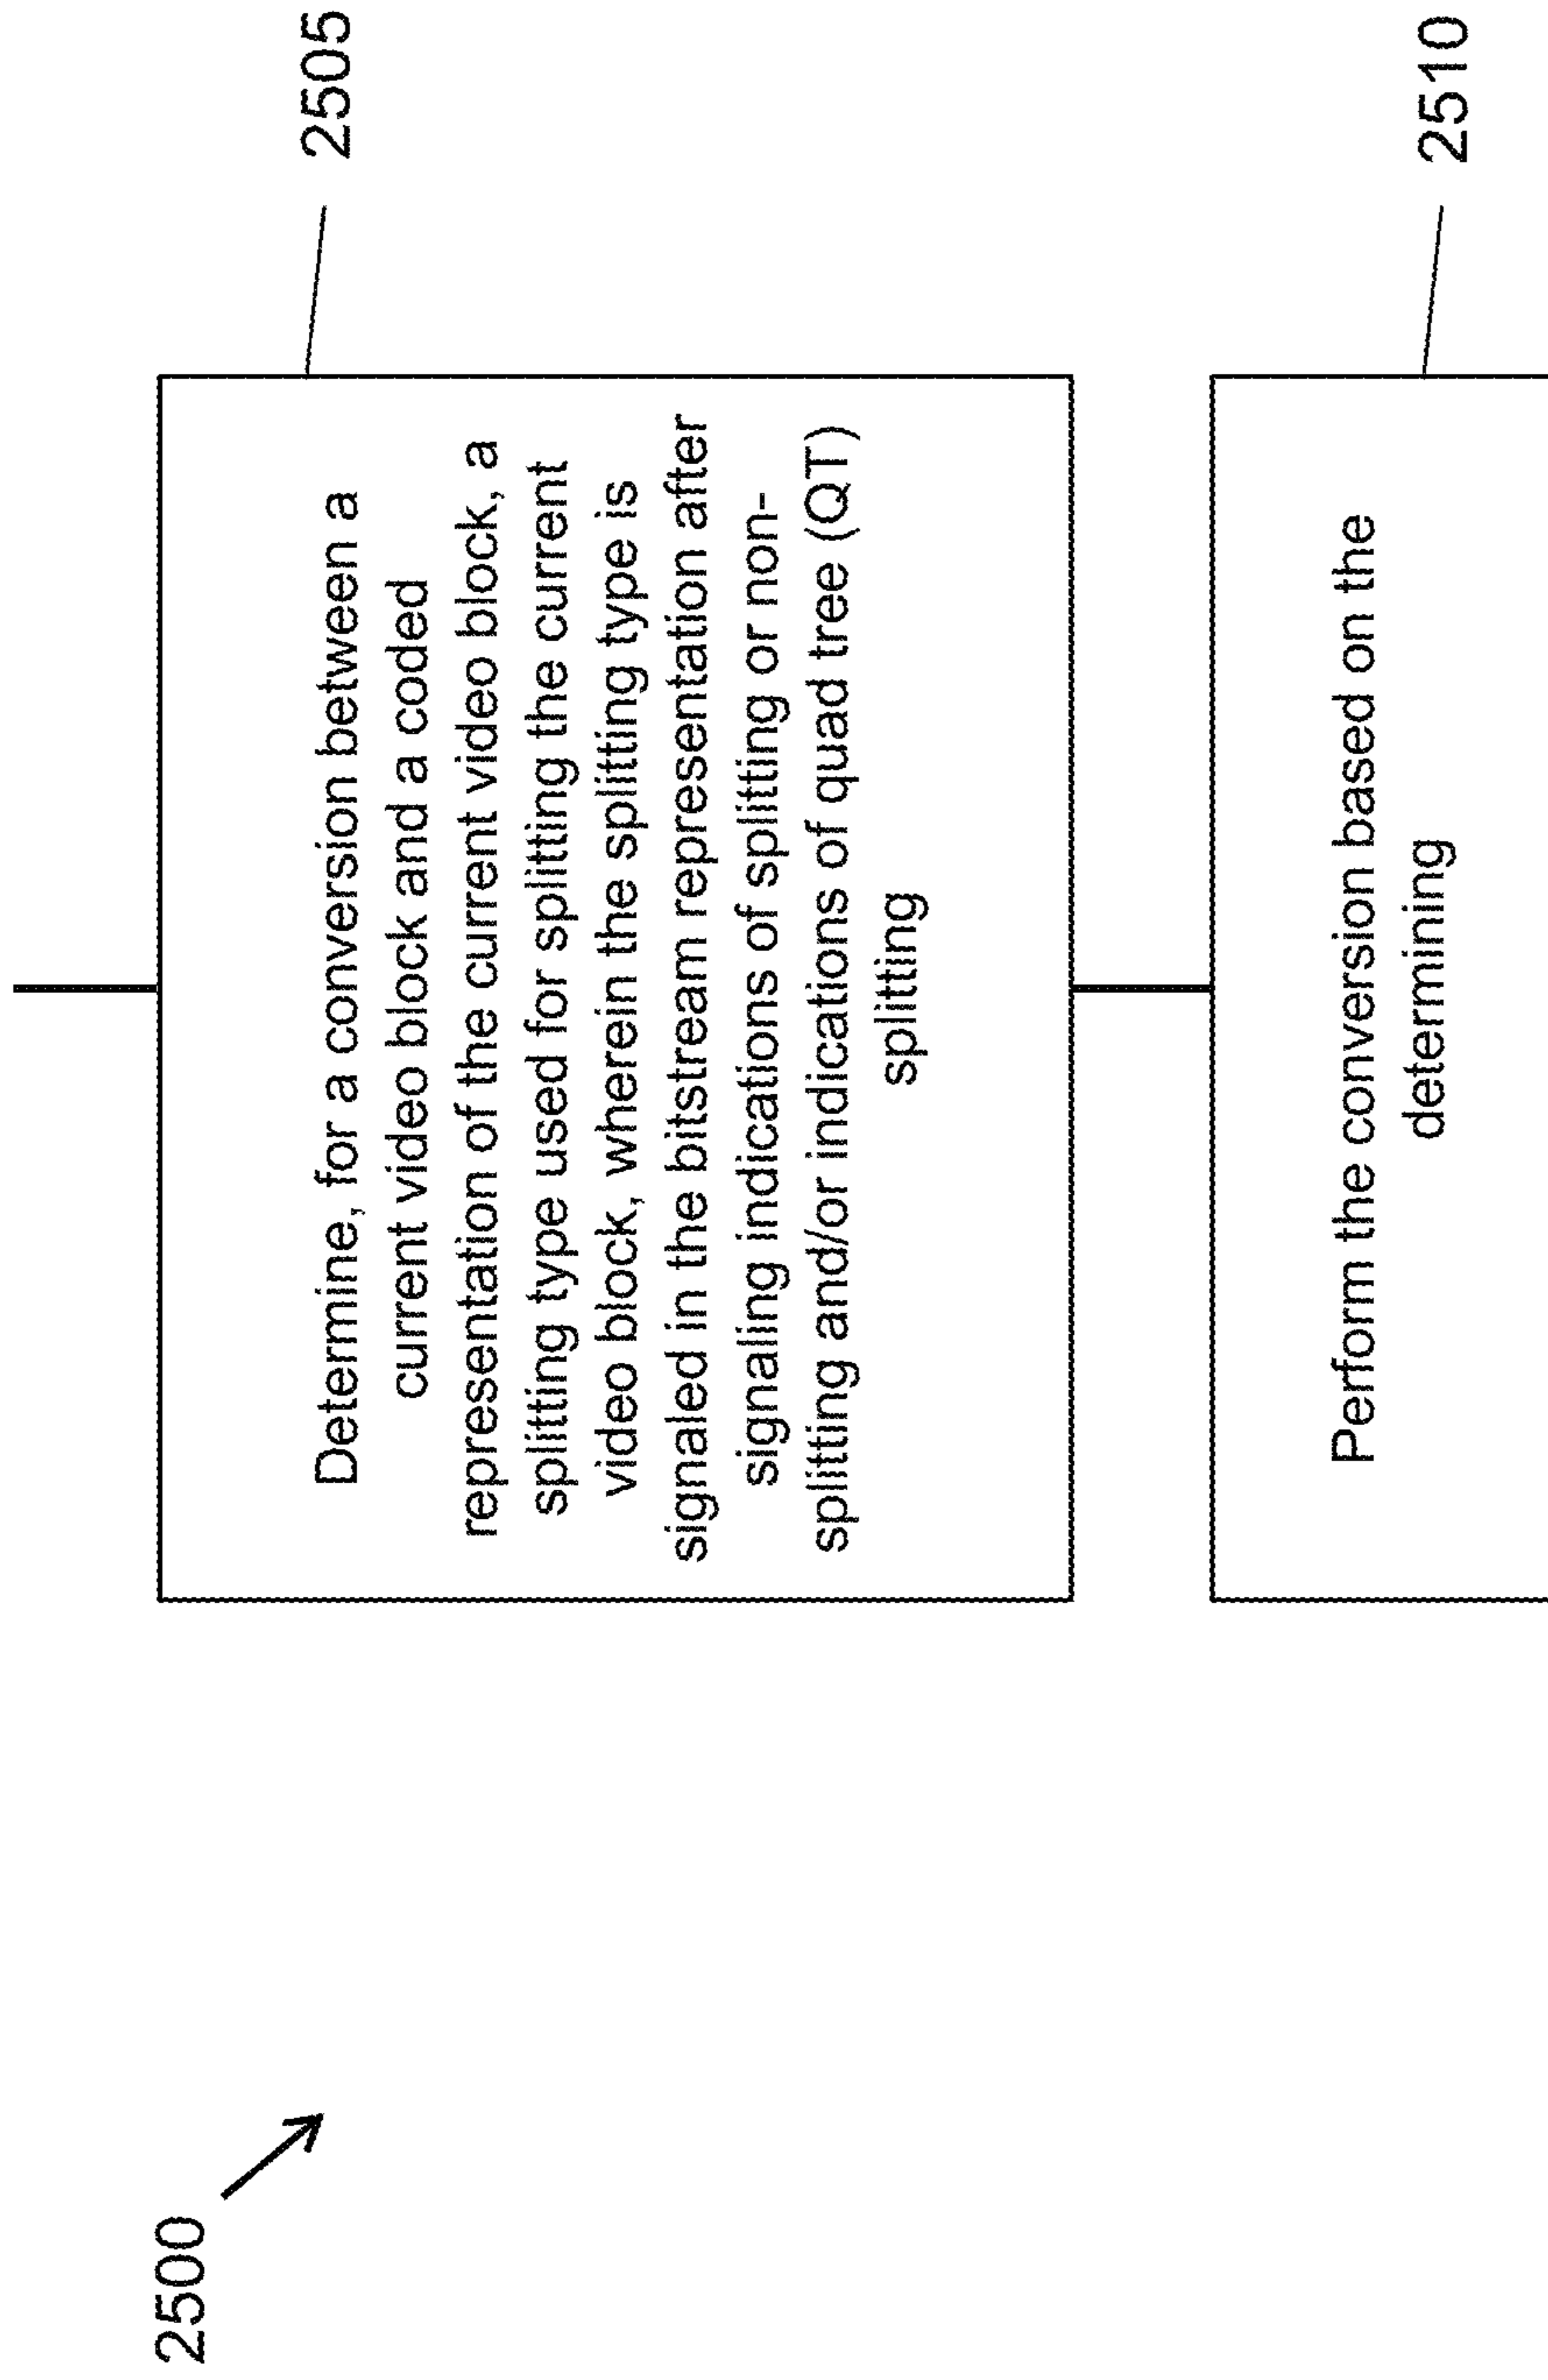 2500
2505
Determine, for a conversion between a
current video block and a coded
representation of the current video block, a
splitting type used for splitting the current
video block, wherein the splitting type is
signaled in the bitstream representation after
signaling indications of splitting or non-
splitting and/or indications of quad tree (QT)
splitting
2510
Perform the conversion based on the
determining